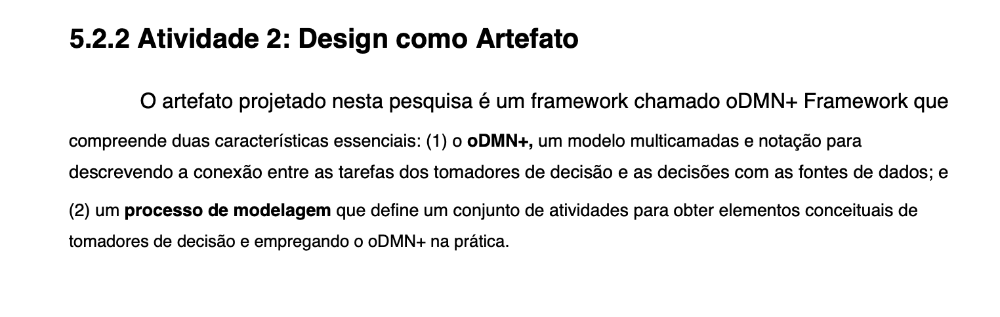 5.2.2 Atividade 2: Design como Artefato
O artefato projetado nesta pesquisa é um framework chamado oDMN+ Framework que
compreende duas características essenciais: (1) o oDMN+, um modelo multicamadas e notação para
descrevendo a conexão entre as tarefas dos tomadores de decisão e as decisões com as fontes de dados; e
(2) um processo de modelagem que define um conjunto de atividades para obter elementos conceituais de
tomadores de decisão e empregando o oDMN+ na prática.